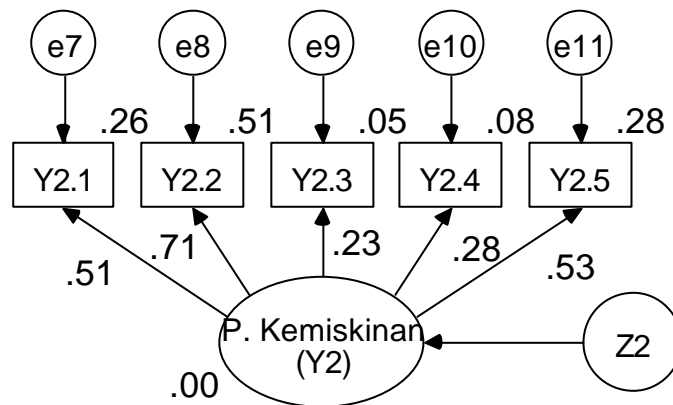 e7 e8 e9 e10 e11
.26 .51 .05 .08 .28
Y2.1 Y2.2 Y2.3 Y2.4 Y2.5
.51 .71 .23 .28 .53
P. Kemiskinan
(Y2)
Z2
.00